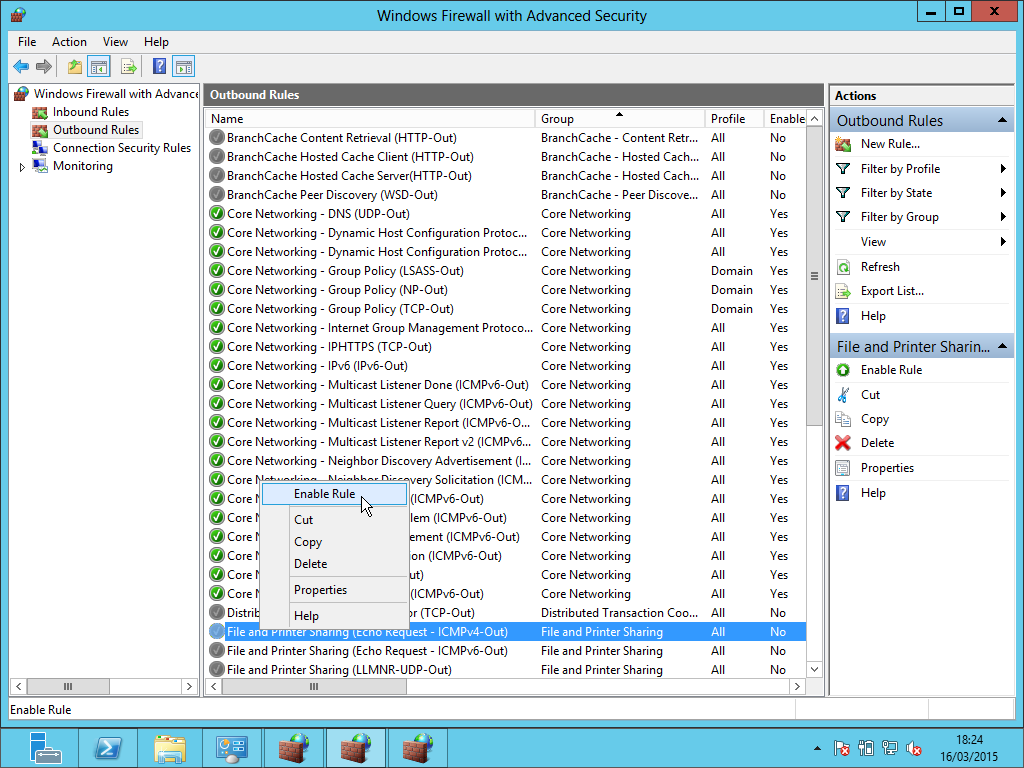 Windows Firewall with Advanced Security
File Action View Help
Windows Firewall with Advance
Inbound Rules
Outbound Rules
Connection Security Rules
Monitoring
Outbound Rules
Name Group Profile Enable
BranchCache Content Retrieval (HTTP-Out) BranchCache - Content Retr... All No
BranchCache Hosted Cache Client (HTTP-Out) BranchCache - Hosted Cach... All No
BranchCache Hosted Cache Server(HTTP-Out) BranchCache - Hosted Cach... All No
BranchCache Peer Discovery (WSD-Out) BranchCache - Peer Discove... All No
Core Networking - DNS (UDP-Out) Core Networking All Yes
Core Networking - Dynamic Host Configuration Protoc... Core Networking All Yes
Core Networking - Dynamic Host Configuration Protoc... Core Networking All Yes
Core Networking - Group Policy (LSASS-Out) Core Networking Domain Yes
Core Networking - Group Policy (NP-Out) Core Networking Domain Yes
Core Networking - Group Policy (TCP-Out) Core Networking Domain Yes
Core Networking - Internet Group Management Protoco... Core Networking All Yes
Core Networking - IPHTTPS (TCP-Out) Core Networking All Yes
Core Networking - IPv6 (IPv6-Out) Core Networking All Yes
Core Networking - Multicast Listener Done (ICMPv6-Out) Core Networking All Yes
Core Networking - Multicast Listener Query (ICMPv6-Out) Core Networking All Yes
Core Networking - Multicast Listener Report (ICMPv6-O... Core Networking All Yes
Core Networking - Multicast Listener Report v2 (ICMPv6... Core Networking All Yes
Core Networking - Neighbor Discovery Advertisement (I... Core Networking All Yes
Core Networking - Neighbor Discovery Solicitation (ICM... Core Networking All Yes
Core (ICMPv6-Out) Core Networking All Yes
Core lem (ICMPv6-Out) Core Networking All Yes
Core ement (ICMPv6-Out) Core Networking All Yes
Core ion (ICMPv6-Out) Core Networking All Yes
Core ut) Core Networking All Yes
Core Core Networking All Yes
Distrib or (TCP-Out) Distributed Transaction Coo... All No
File and Printer Sharing (Echo Request - ICMPv4-Out) File and Printer Sharing All No
File and Printer Sharing (Echo Request - ICMPv6-Out) File and Printer Sharing All No
File and Printer Sharing (LLMNR-UDP-Out) File and Printer Sharing All No
Enable Rule
Cut
Copy
Delete
Properties
Help
Actions
Outbound Rules
New Rule...
Filter by Profile
Filter by State
Filter by Group
View
Refresh
Export List...
Help
File and Printer Sharin...
Enable Rule
Cut
Copy
Delete
Properties
Help
Enable Rule
18:24
16/03/2015